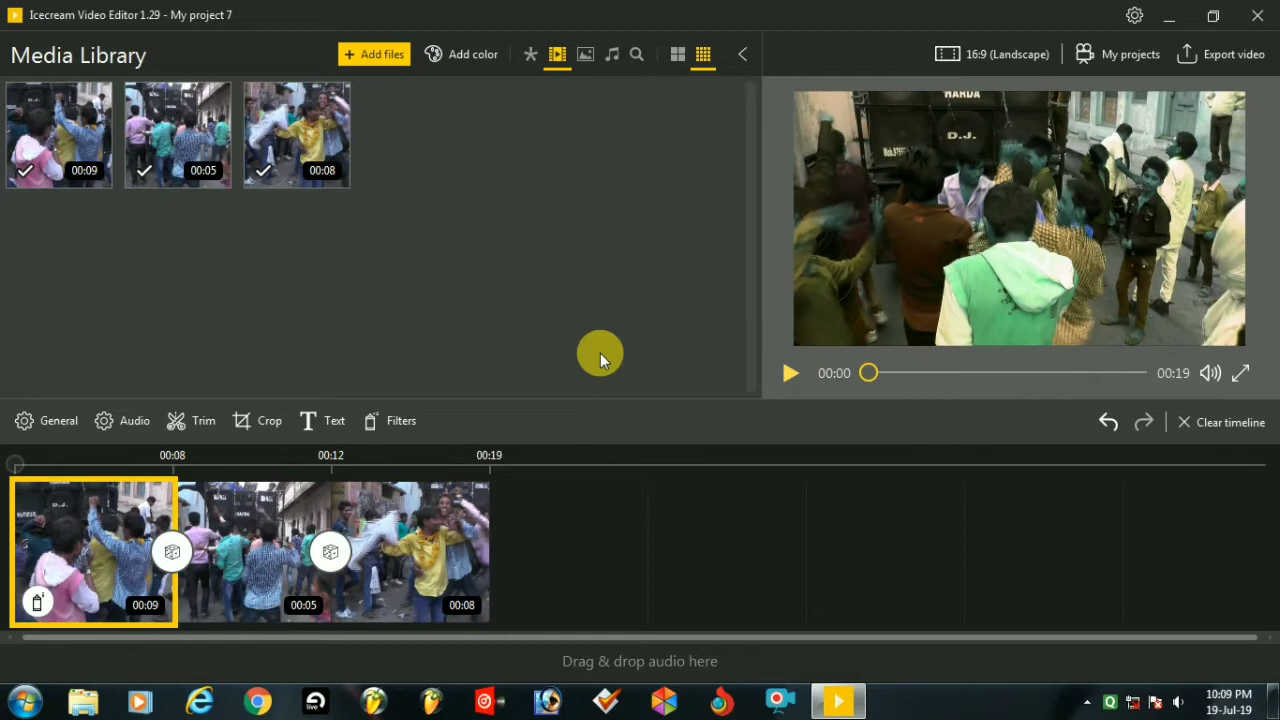 Icecream Video Editor 1.29 - My project 7
Media Library
Add files
Add color
16:9 (Landscape)
My projects
Export video
00:09
00:05
00:08
HARDA
D.J.
00:00
00:19
General
Audio
Trim
Crop
Text
Filters
Clear timeline
00:08
00:12
00:19
00:09
00:05
00:08
Drag & drop audio here
live
10:09 PM
19-Jul-19